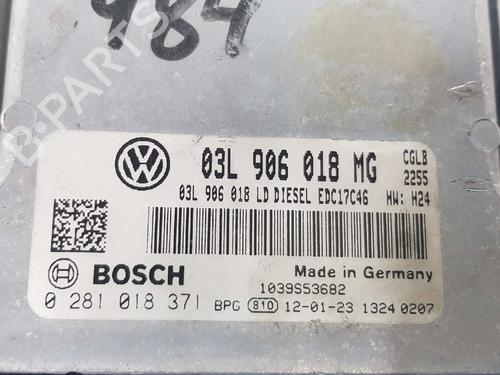 984
B-PARTS
03L 906 018 MG
CGLB
2255
03L 906 018 LD DIESEL EDC17C46
HW: H24
BOSCH
Made in Germany
1039S53682
0 281 018 371
BPG 810 12-01-23 1324 0207